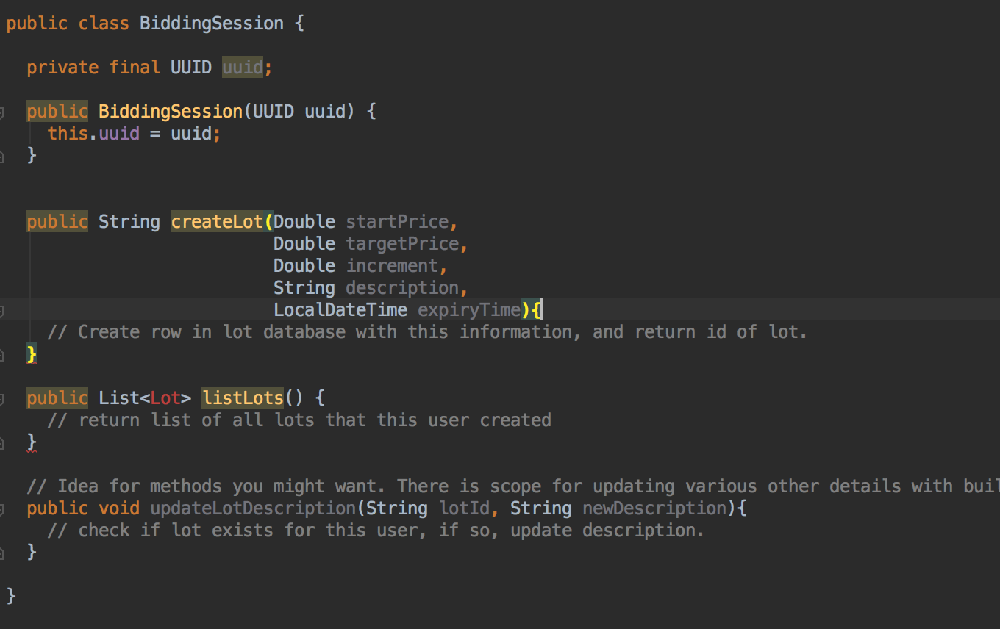 public class BiddingSession {
private final UUID uuid;
public BiddingSession(UUID uuid) {
this.uuid = uuid;
}
public String createLot(Double startPrice,
Double targetPrice,
Double increment,
String description,
LocalDateTime expiryTime){
// Create row in lot database with this information, and return id of lot.
}
public List<Lot> listLots() {
// return list of all lots that this user created
}
// Idea for methods you might want. There is scope for updating various other details with
public void updateLotDescription(String lotId, String newDescription){
// check if lot exists for this user, if so, update description.
}
}